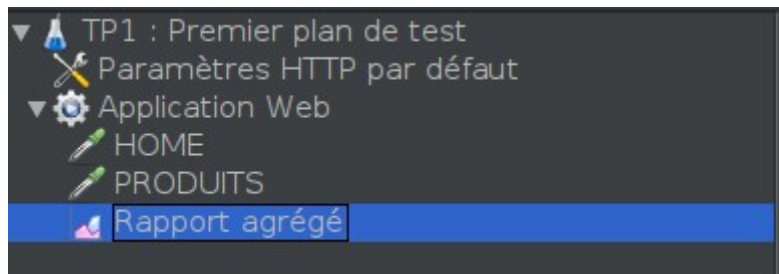 TP1 : Premier plan de test
Paramètres HTTP par défaut
Application Web
HOME
PRODUITS
Rapport agrégé